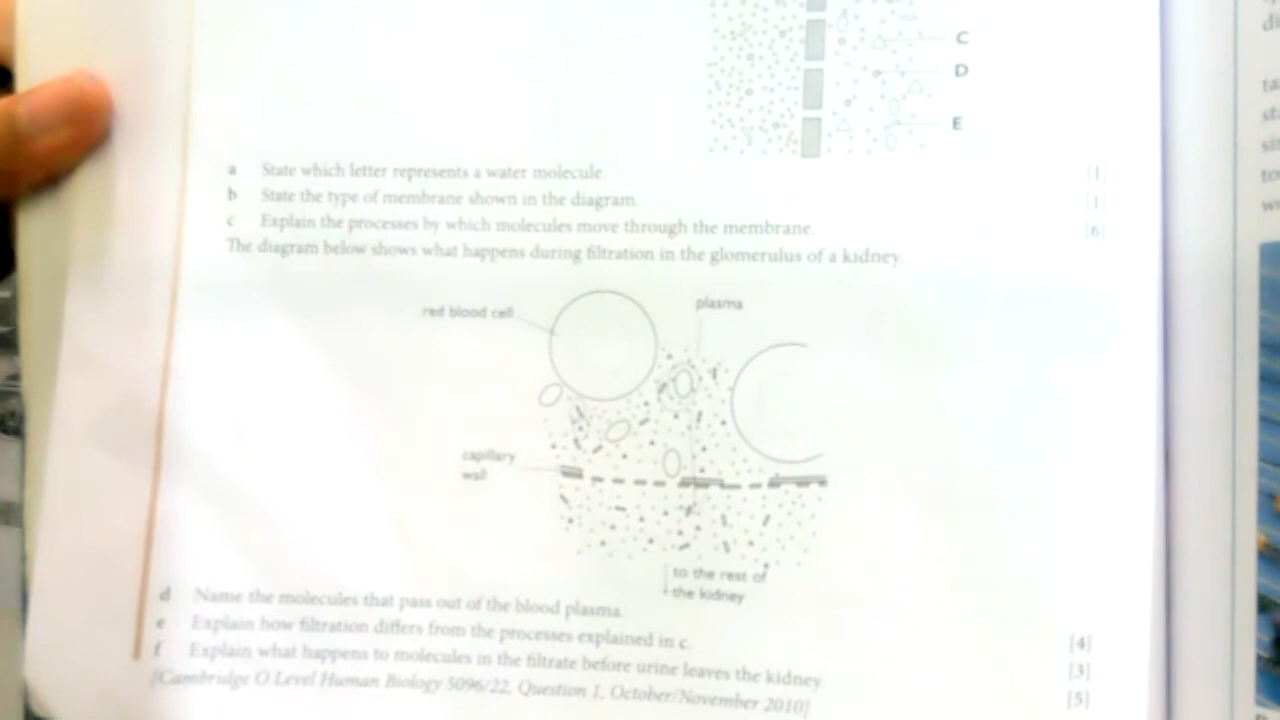 C
D
E
a State which letter represents a water molecule. [1]
b State the type of membrane shown in the diagram. [1]
c Explain the processes by which molecules move through the membrane. [6]
The diagram below shows what happens during filtration in the glomerulus of a kidney.
red blood cell
plasma
capillary
wall
to the rest of
the kidney
d Name the molecules that pass out of the blood plasma. [4]
e Explain how filtration differs from the processes explained in c. [3]
f Explain what happens to molecules in the filtrate before urine leaves the kidney. [5]
[Cambridge O Level Human Biology 5096/22, Question 1, October/November 2010]